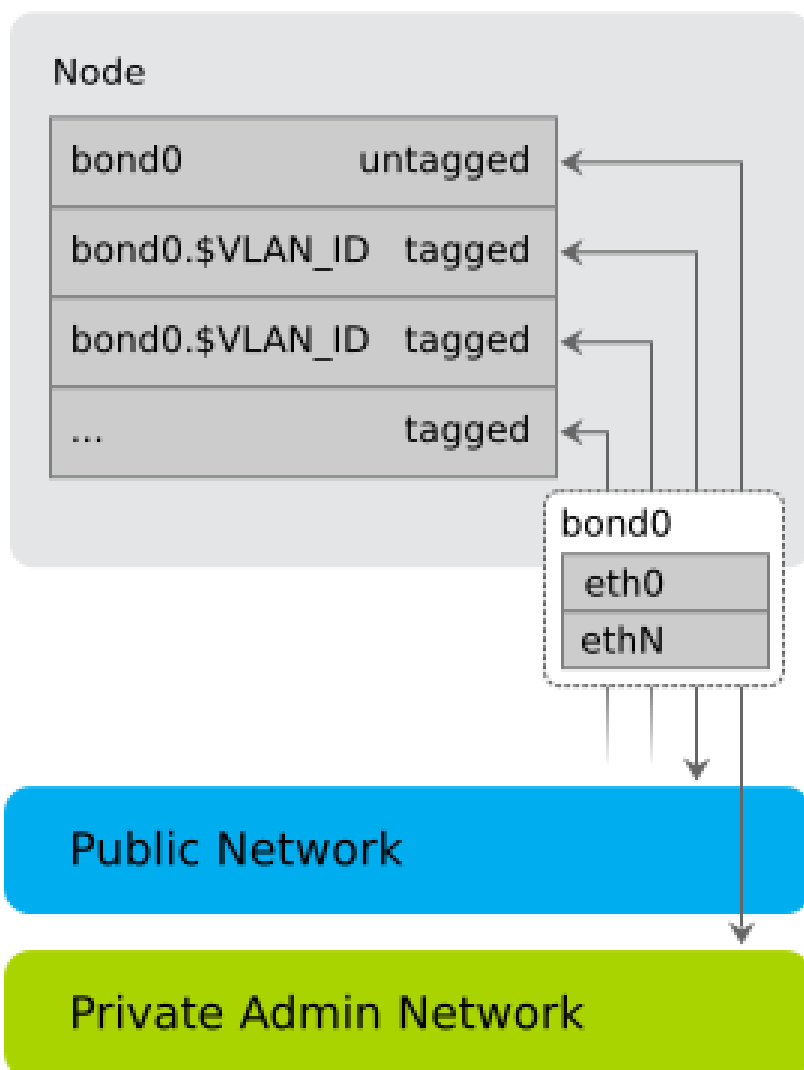 Node
bond0 untagged
bond0.$VLAN_ID tagged
bond0.$VLAN_ID tagged
... tagged
bond0
eth0
ethN
Public Network
Private Admin Network